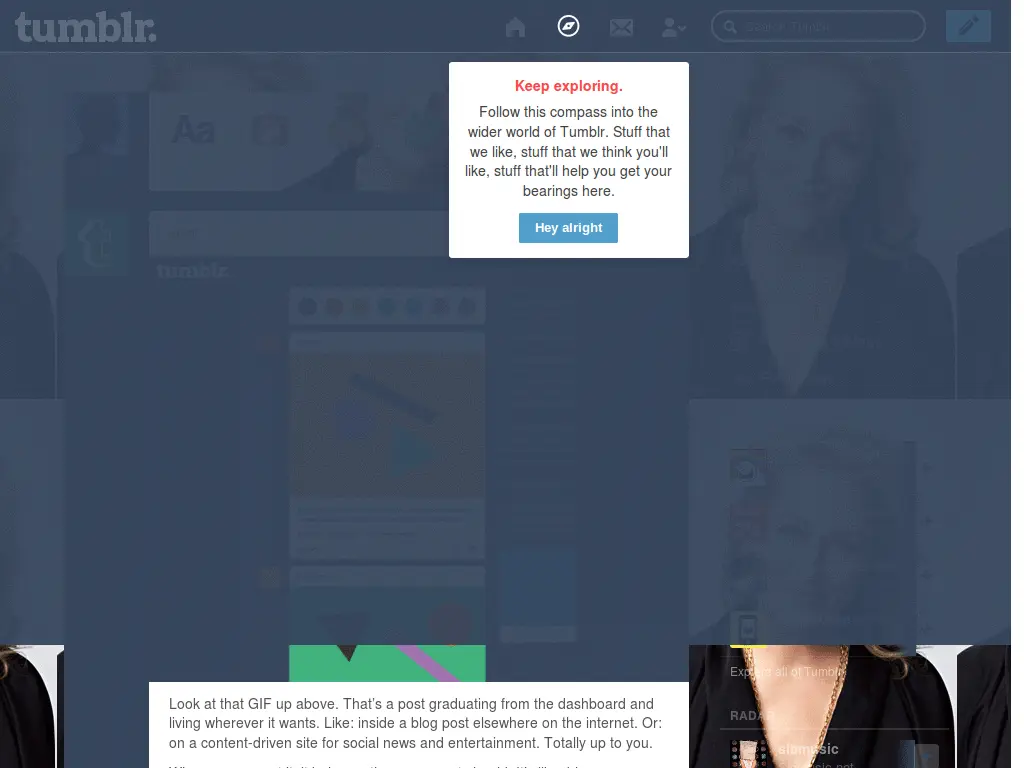 tumblr.
Search Tumblr
Keep exploring.
Follow this compass into the
wider world of Tumblr. Stuff that
we like, stuff that we think you'll
like, stuff that'll help you get your
bearings here.
Hey alright
Aa
tumblr.
Look at that GIF up above. That's a post graduating from the dashboard and
living wherever it wants. Like: inside a blog post elsewhere on the internet. Or:
on a content-driven site for social news and entertainment. Totally up to you.
Explore all of Tumblr
RADAR